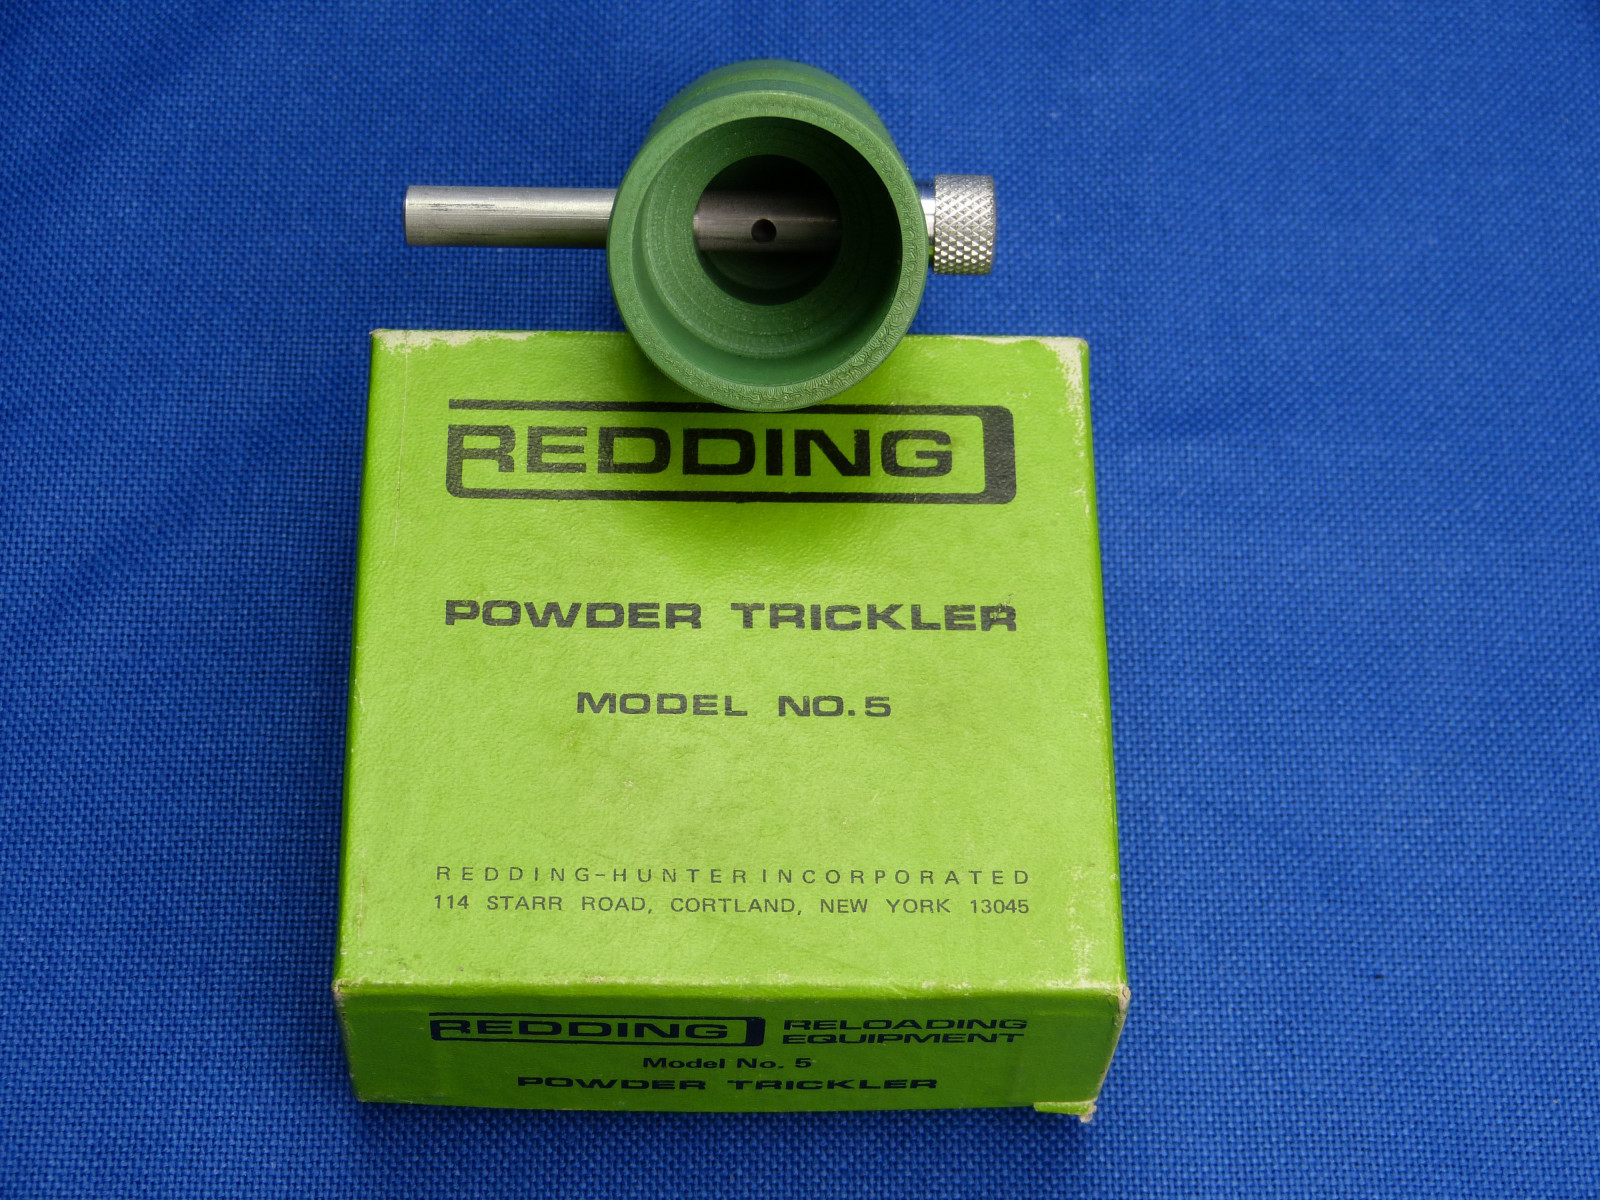 REDDING
POWDER TRICKLER
MODEL NO.5
REDDING-HUNTER INCORPORATED
114 STARR ROAD, CORTLAND, NEW YORK 13045
REDDING RELOADING
EQUIPMENT
Model No. 5
POWDER TRICKLER